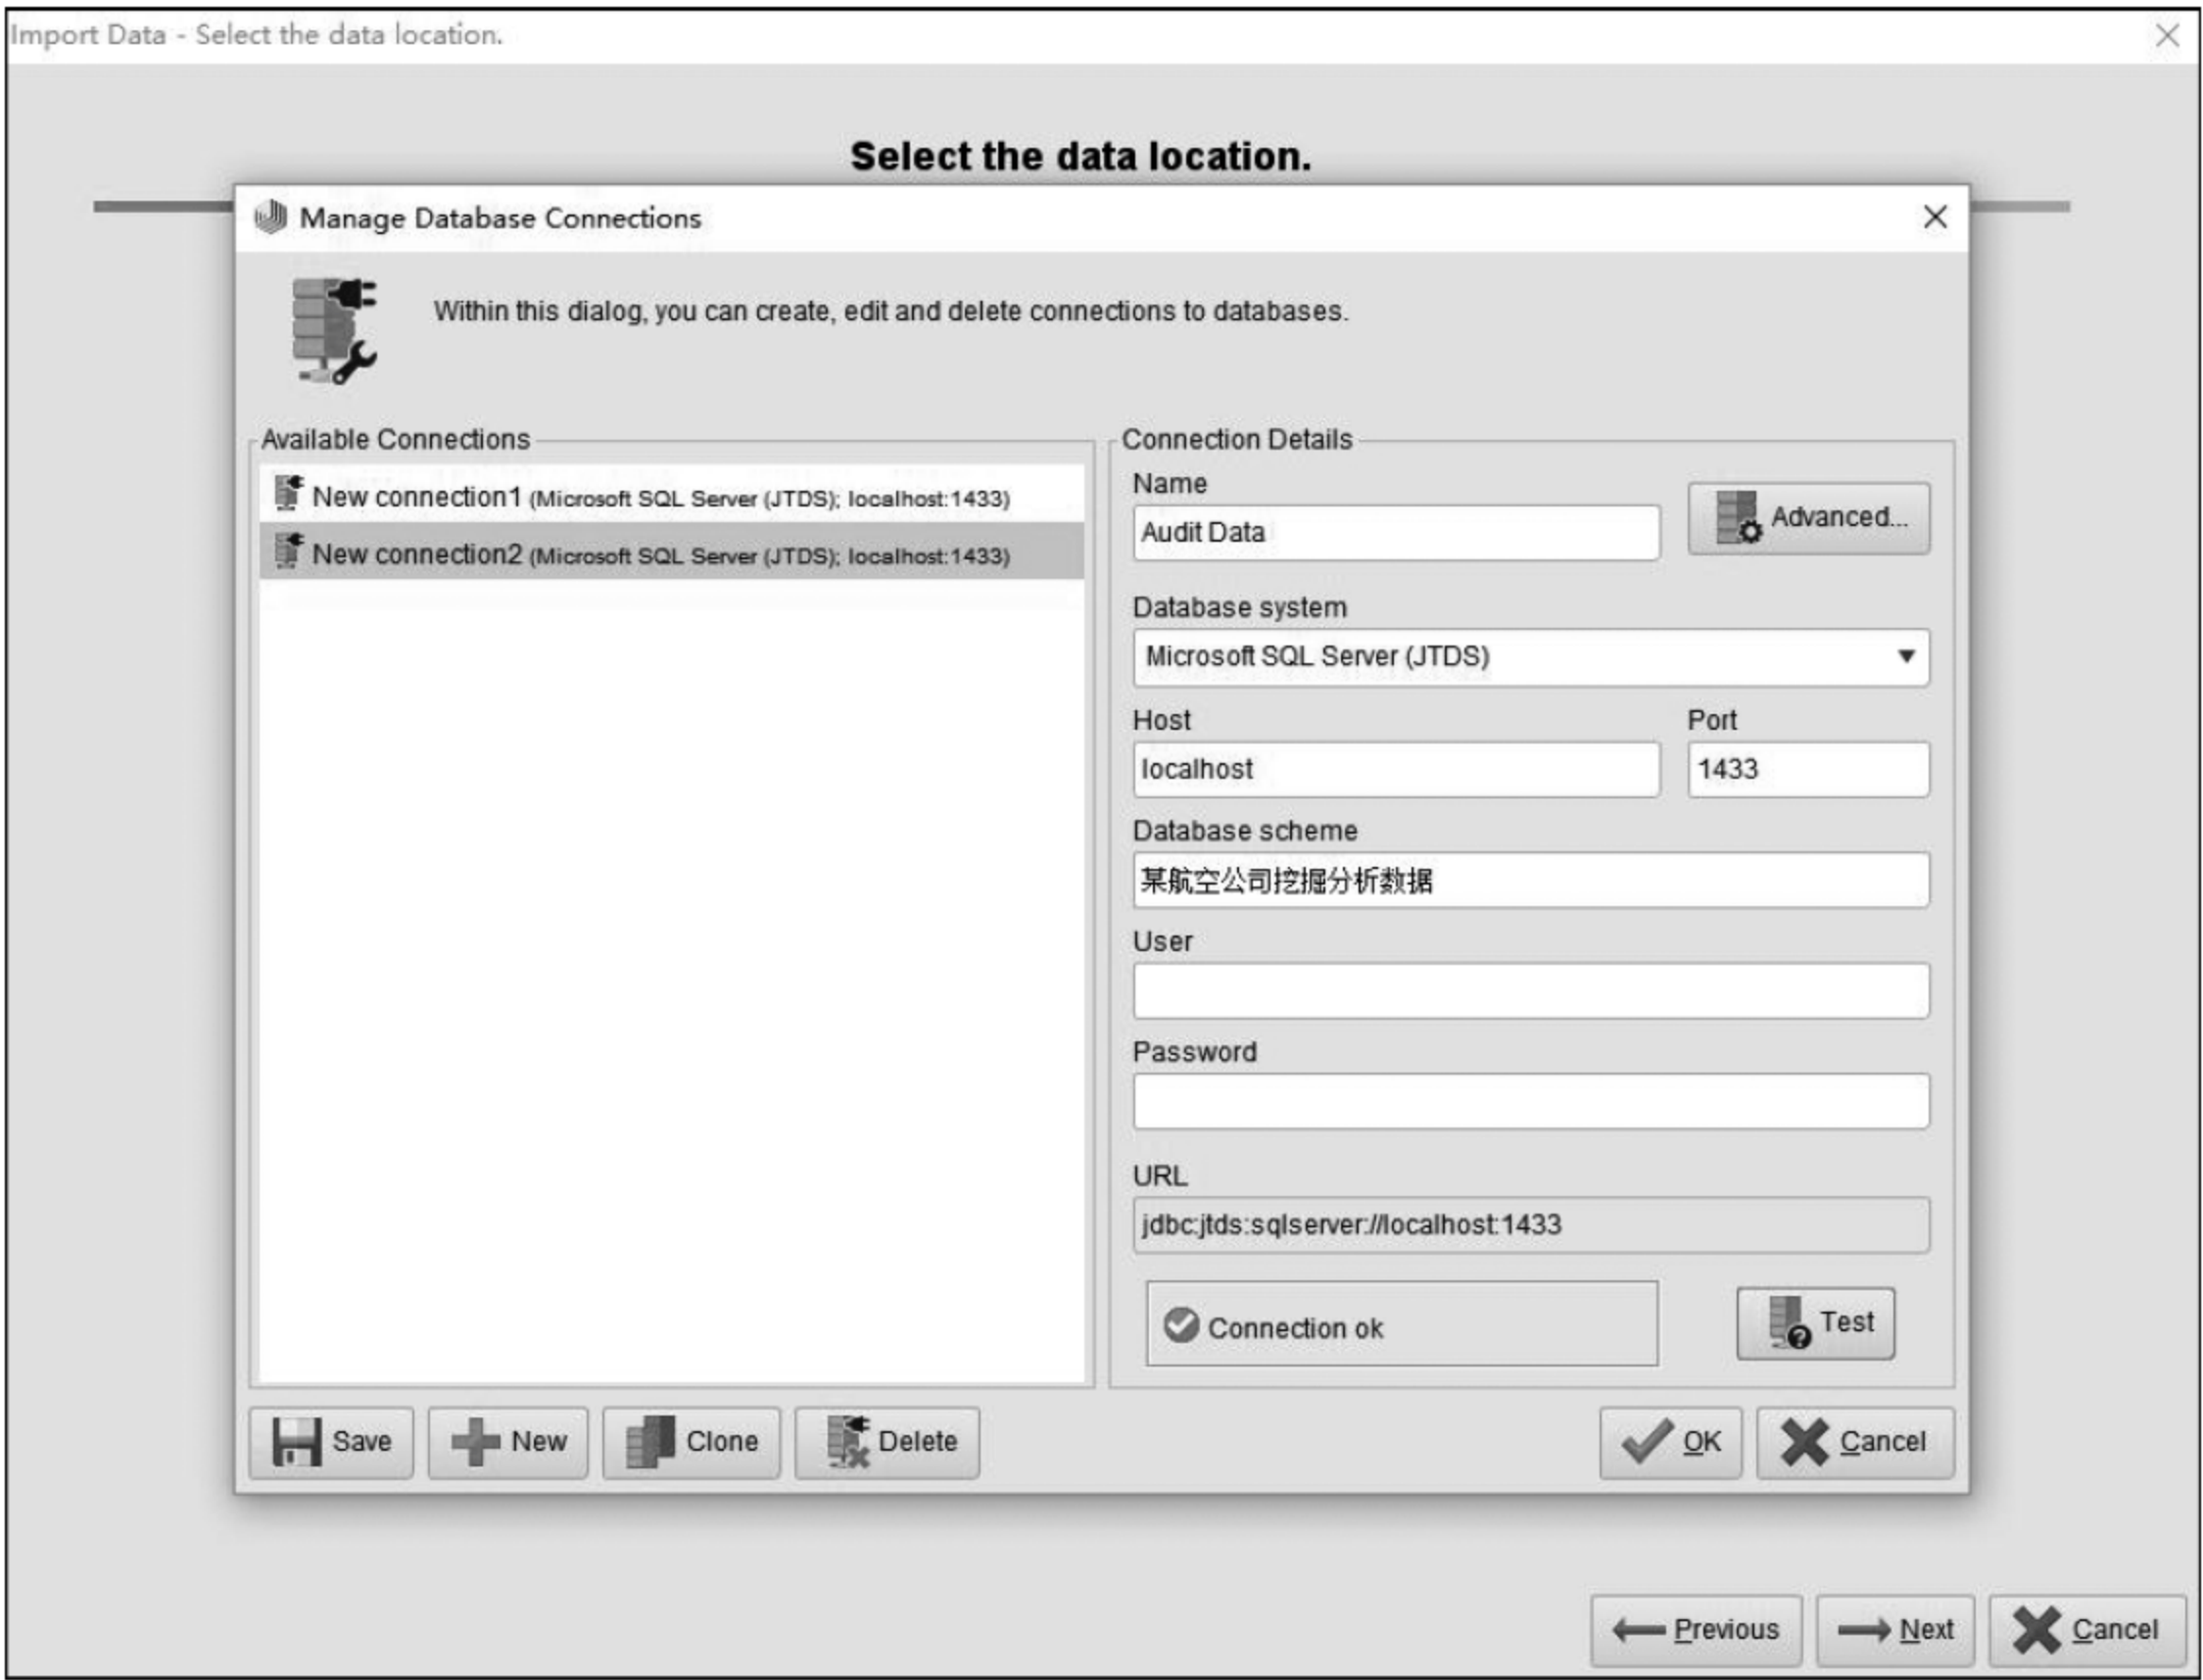 Import Data - Select the data location.
Select the data location.
Manage Database Connections
Within this dialog, you can create, edit and delete connections to databases.
Available Connections
New connection1 (Microsoft SQL Server (JTDS); localhost:1433)
New connection2 (Microsoft SQL Server (JTDS); localhost:1433)
Connection Details
Name
Audit Data
Advanced...
Database system
Microsoft SQL Server (JTDS)
Host
Port
localhost
1433
Database scheme
某航空公司挖掘分析数据
User
Password
URL
jdbc:jtds:sqlserver://localhost:1433
Connection ok
Test
Save
New
Clone
Delete
OK
Cancel
Previous
Next
Cancel